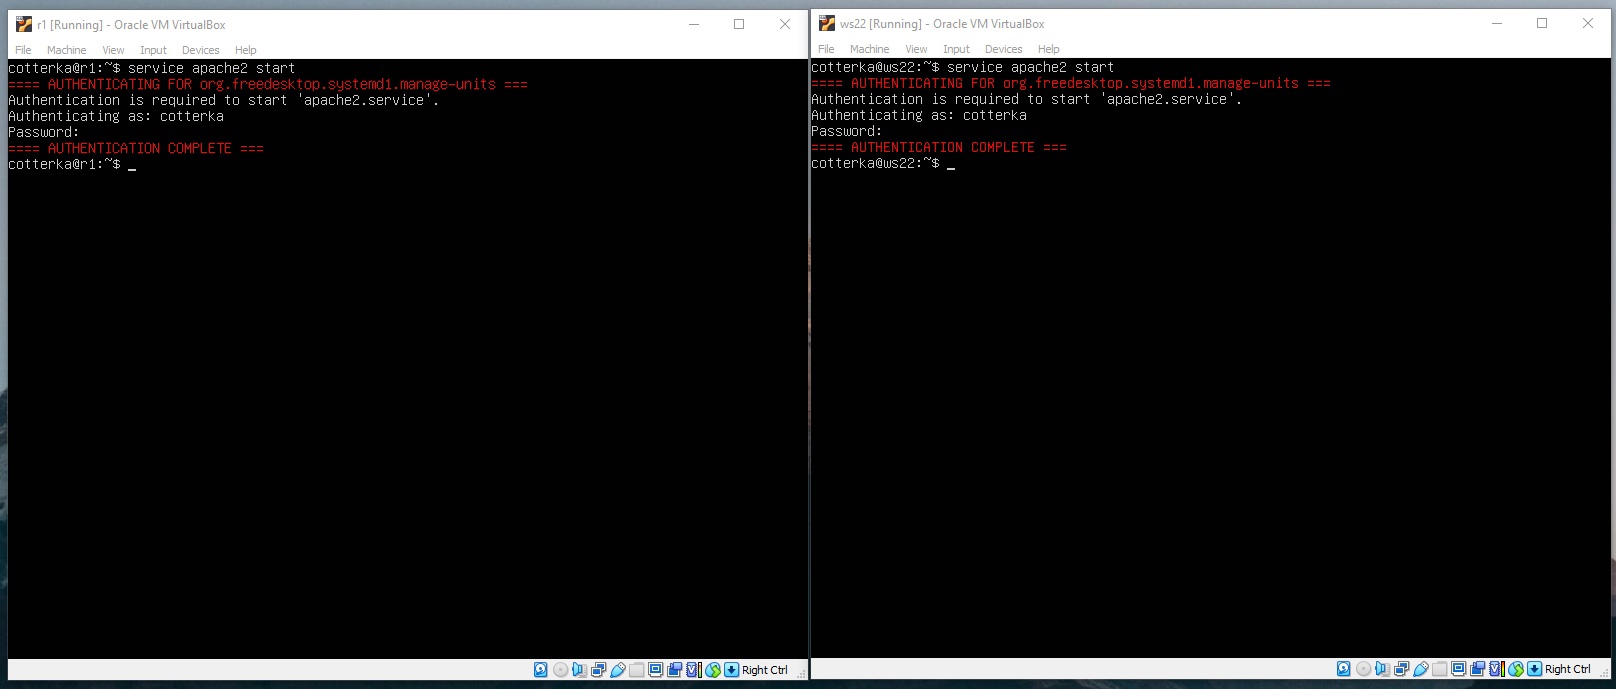 r1 [Running] - Oracle VM VirtualBox
File Machine View Input Devices Help
cotterka@r1:~$ service apache2 start
==== AUTHENTICATING FOR org.freedesktop.systemd1.manage-units ===
Authentication is required to start 'apache2.service'.
Authenticating as: cotterka
Password:
==== AUTHENTICATION COMPLETE ===
cotterka@r1:~$ _
Right Ctrl
ws22 [Running] - Oracle VM VirtualBox
File Machine View Input Devices Help
cotterka@ws22:~$ service apache2 start
==== AUTHENTICATING FOR org.freedesktop.systemd1.manage-units ===
Authentication is required to start 'apache2.service'.
Authenticating as: cotterka
Password:
==== AUTHENTICATION COMPLETE ===
cotterka@ws22:~$ _
Right Ctrl